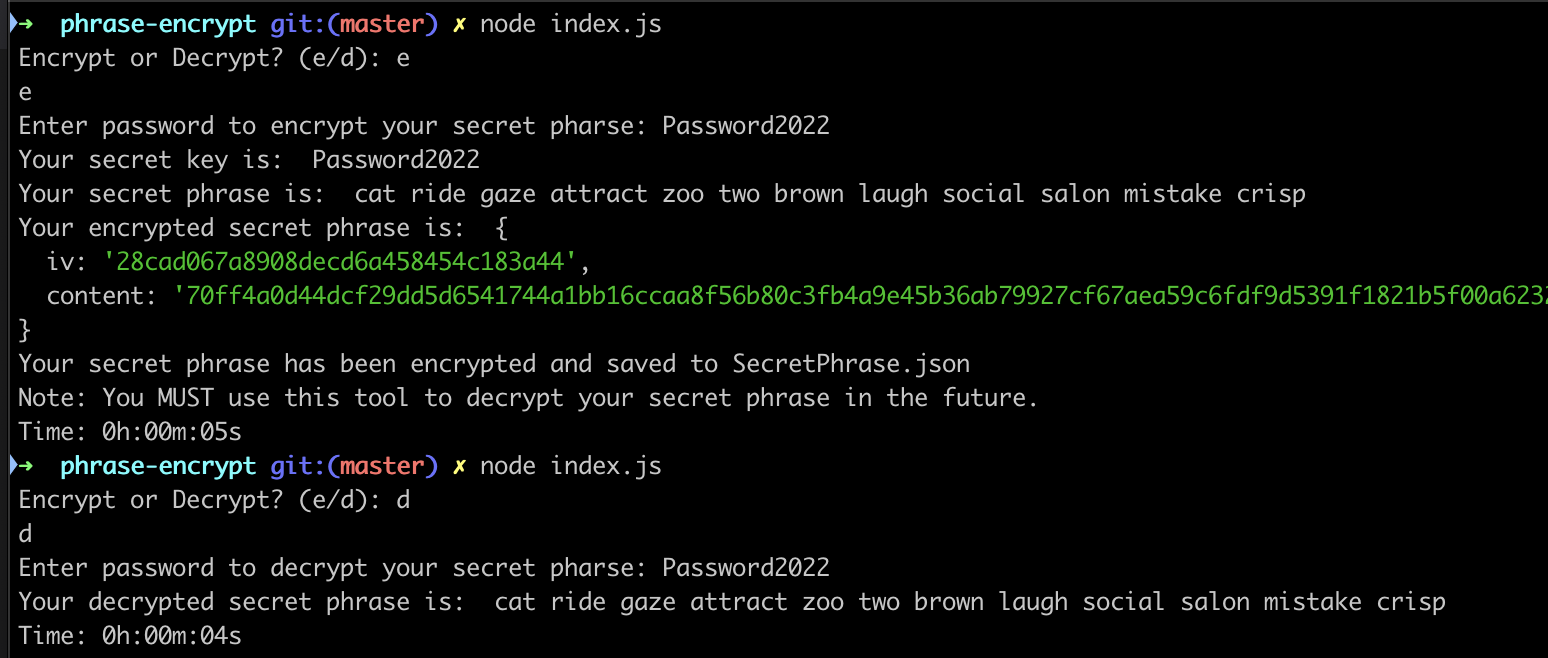 ➜ phrase-encrypt git:(master) ✗ node index.js
Encrypt or Decrypt? (e/d): e
e
Enter password to encrypt your secret pharse: Password2022
Your secret key is:  Password2022
Your secret phrase is:  cat ride gaze attract zoo two brown laugh social salon mistake crisp
Your encrypted secret phrase is:  {
  iv: '28cad067a8908decd6a458454c183a44',
  content: '70ff4a0d44dcf29dd5d6541744a1bb16ccaa8f56b80c3fb4a9e45b36ab79927cf67aea59c6fdf9d5391f1821b5f00a6232
}
Your secret phrase has been encrypted and saved to SecretPhrase.json
Note: You MUST use this tool to decrypt your secret phrase in the future.
Time: 0h:00m:05s
➜ phrase-encrypt git:(master) ✗ node index.js
Encrypt or Decrypt? (e/d): d
d
Enter password to decrypt your secret pharse: Password2022
Your decrypted secret phrase is:  cat ride gaze attract zoo two brown laugh social salon mistake crisp
Time: 0h:00m:04s